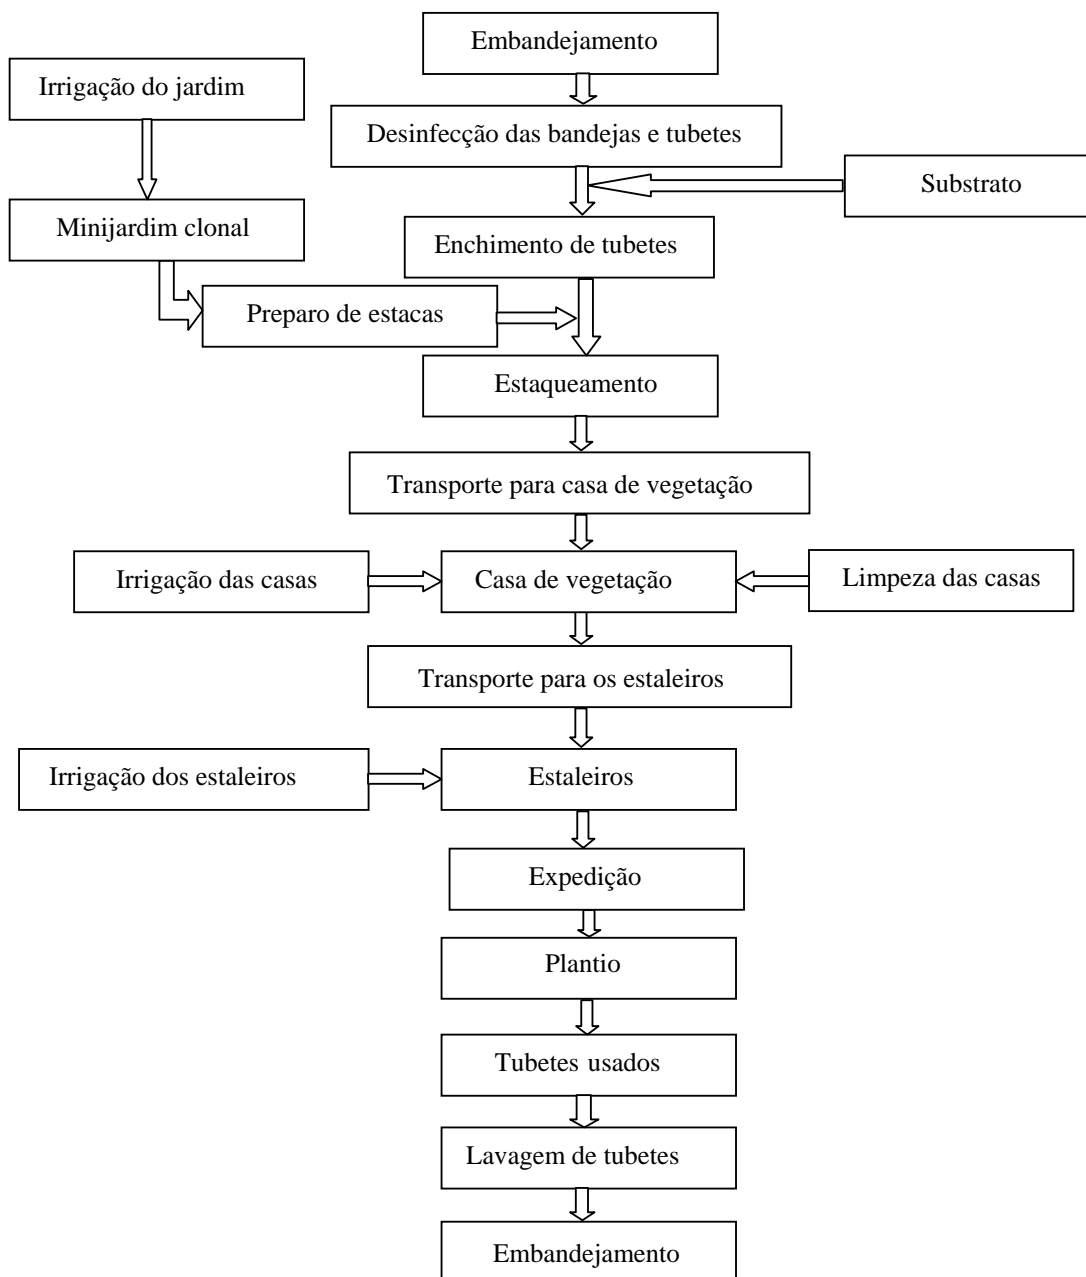 Embandejamento
Irrigação do jardim
Desinfecção das bandejas e tubetes
Substrato
Minijardim clonal
Enchimento de tubetes
Preparo de estacas
Estaqueamento
Transporte para casa de vegetação
Irrigação das casas
Casa de vegetação
Limpeza das casas
Transporte para os estaleiros
Irrigação dos estaleiros
Estaleiros
Expedição
Plantio
Tubetes usados
Lavagem de tubetes
Embandejamento